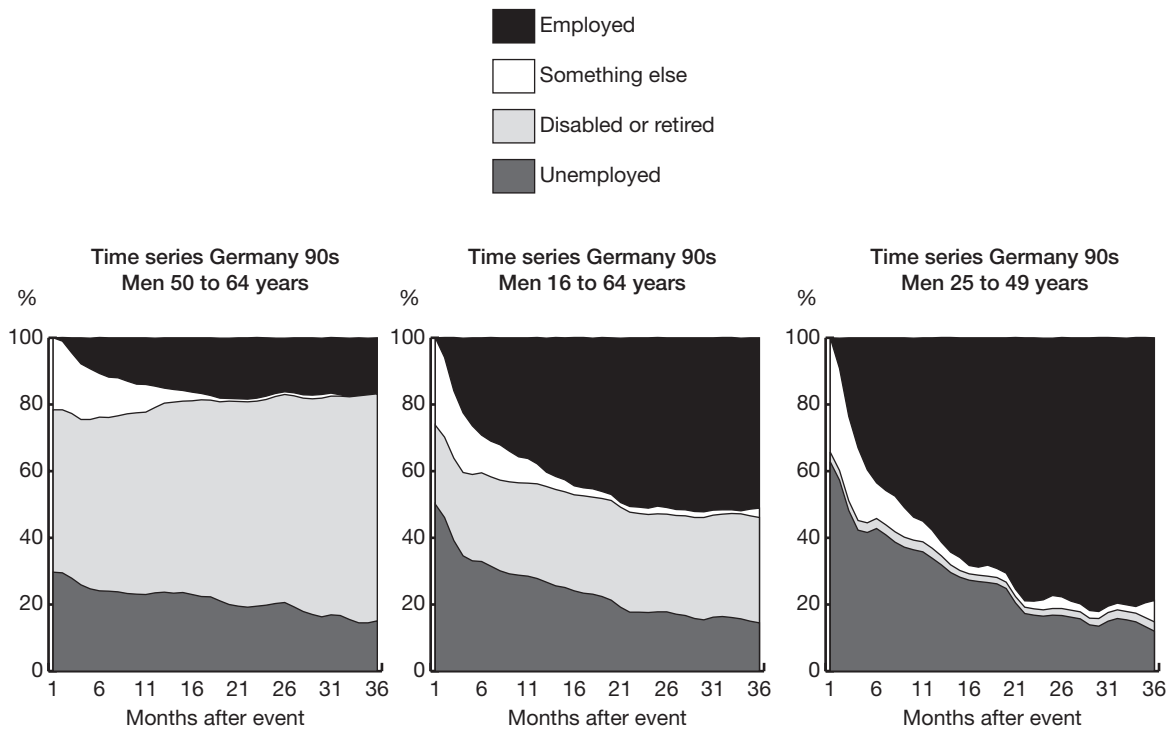 Employed
Something else
Disabled or retired
Unemployed
Time series Germany 90s
Men 50 to 64 years
%
100
80
60
40
20
0
1 6 11 16 21 26 31 36
Months after event
Time series Germany 90s
Men 16 to 64 years
%
100
80
60
40
20
0
1 6 11 16 21 26 31 36
Months after event
Time series Germany 90s
Men 25 to 49 years
%
100
80
60
40
20
0
1 6 11 16 21 26 31 36
Months after event